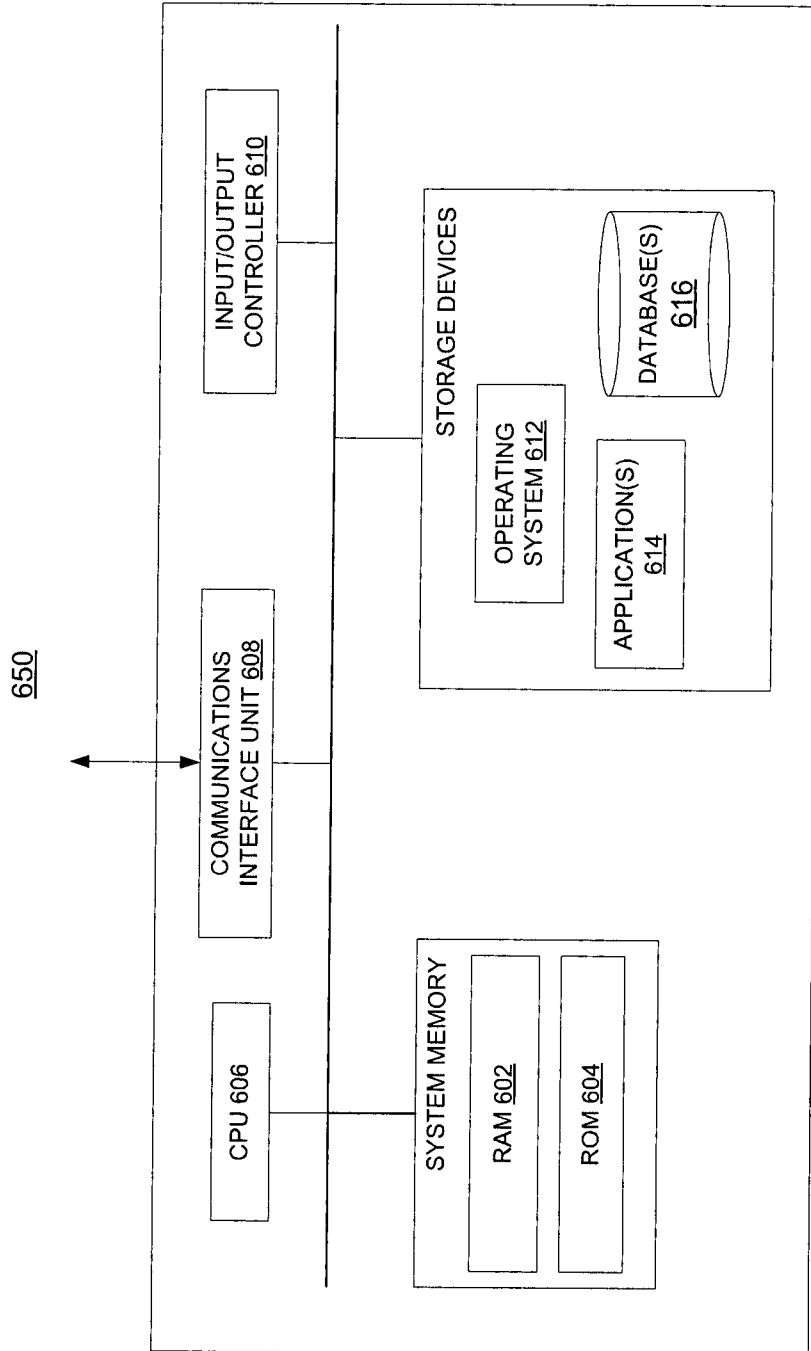 650
CPU 606
COMMUNICATIONS
INTERFACE UNIT 608
INPUT/OUTPUT
CONTROLLER 610
SYSTEM MEMORY
RAM 602
ROM 604
STORAGE DEVICES
OPERATING
SYSTEM 612
APPLICATION(S)
614
DATABASE(S)
616